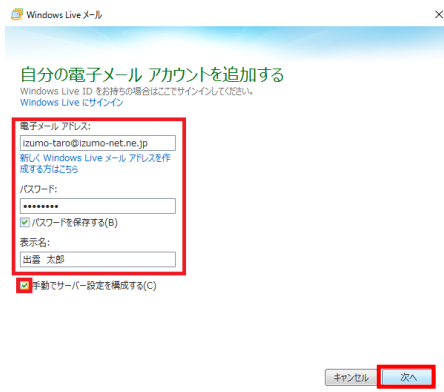 Windows Live メール
自分の電子メール アカウントを追加する
Windows Live ID をお持ちの場合はここでサインインしてください。
Windows Live にサインイン
電子メール アドレス:
izumo-taro@izumo-net.ne.jp
新しく Windows Live メール アドレスを作
成する方はこちら
パスワード:
••••••••
パスワードを保存する(B)
表示名:
出雲 太郎
手動でサーバー設定を構成する(C)
キャンセル 次へ